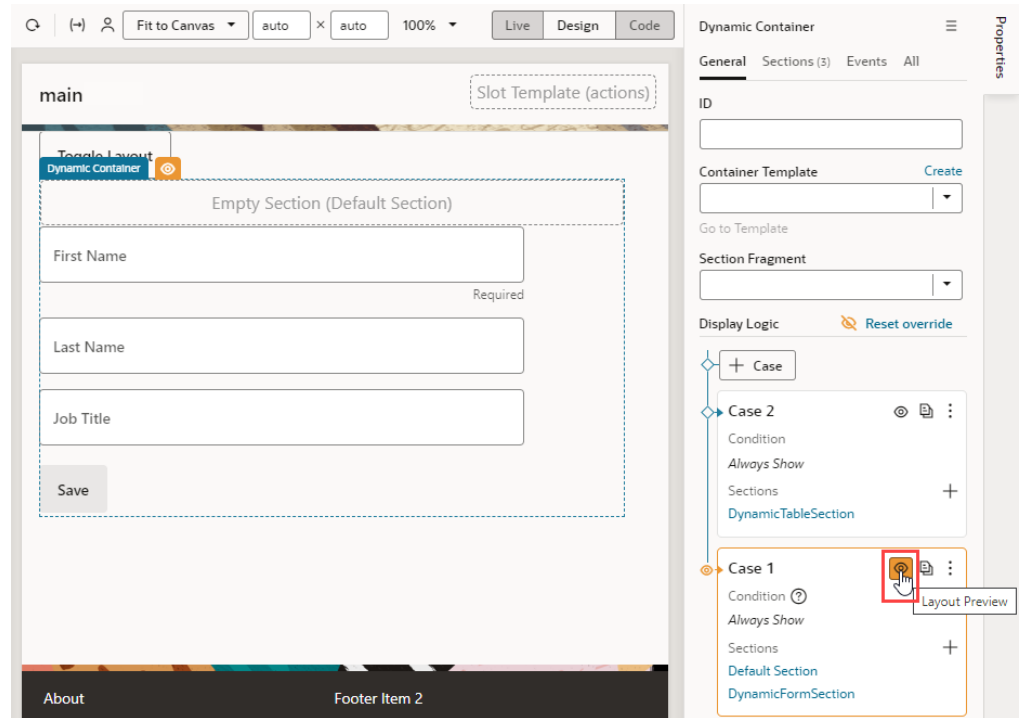 Fit to Canvas auto × auto 100% Live Design Code
main
Slot Template (actions)
Toggle Layout
Dynamic Container
Empty Section (Default Section)
First Name
Required
Last Name
Job Title
Save
About Footer Item 2
Dynamic Container
General Sections (3) Events All
ID
Container Template Create
Go to Template
Section Fragment
Display Logic Reset override
+ Case
Case 2
Condition
Always Show
Sections
DynamicTableSection
Case 1
Condition
Layout Preview
Always Show
Sections
Default Section
DynamicFormSection
Properties